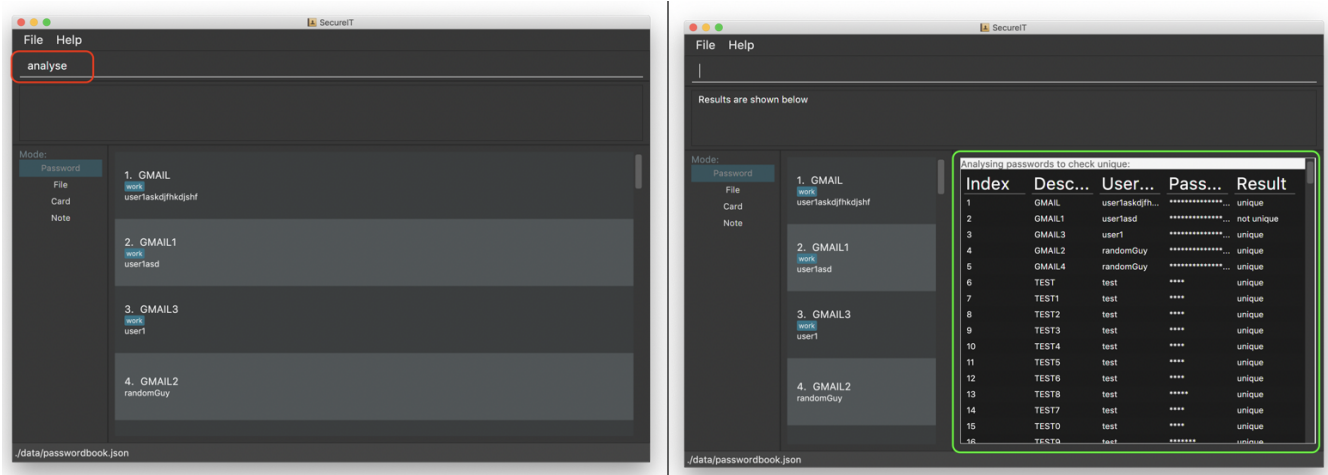 SecureIT
File Help
analyse
Mode:
Password
File
Card
Note
1. GMAIL
work
user1askdjfhkdjshf
2. GMAIL1
work
user1asd
3. GMAIL3
work
user1
4. GMAIL2
randomGuy
./data/passwordbook.json
SecureIT
File Help
Results are shown below
Mode:
Password
File
Card
Note
1. GMAIL
work
user1askdjfhkdjshf
2. GMAIL1
work
user1asd
3. GMAIL3
work
user1
4. GMAIL2
randomGuy
Analysing passwords to check unique:
Index Desc... User... Pass... Result
1 GMAIL user1askdjfh... **************... unique
2 GMAIL1 user1asd **************... not unique
3 GMAIL3 user1 **************... unique
4 GMAIL2 randomGuy **************... unique
5 GMAIL4 randomGuy **************... unique
6 TEST test **** unique
7 TEST1 test **** unique
8 TEST2 test **** unique
9 TEST3 test **** unique
10 TEST4 test **** unique
11 TEST5 test **** unique
12 TEST6 test **** unique
13 TEST8 test ***** unique
14 TEST7 test **** unique
15 TEST0 test **** unique
16 TEST9 test ******* unique
./data/passwordbook.json